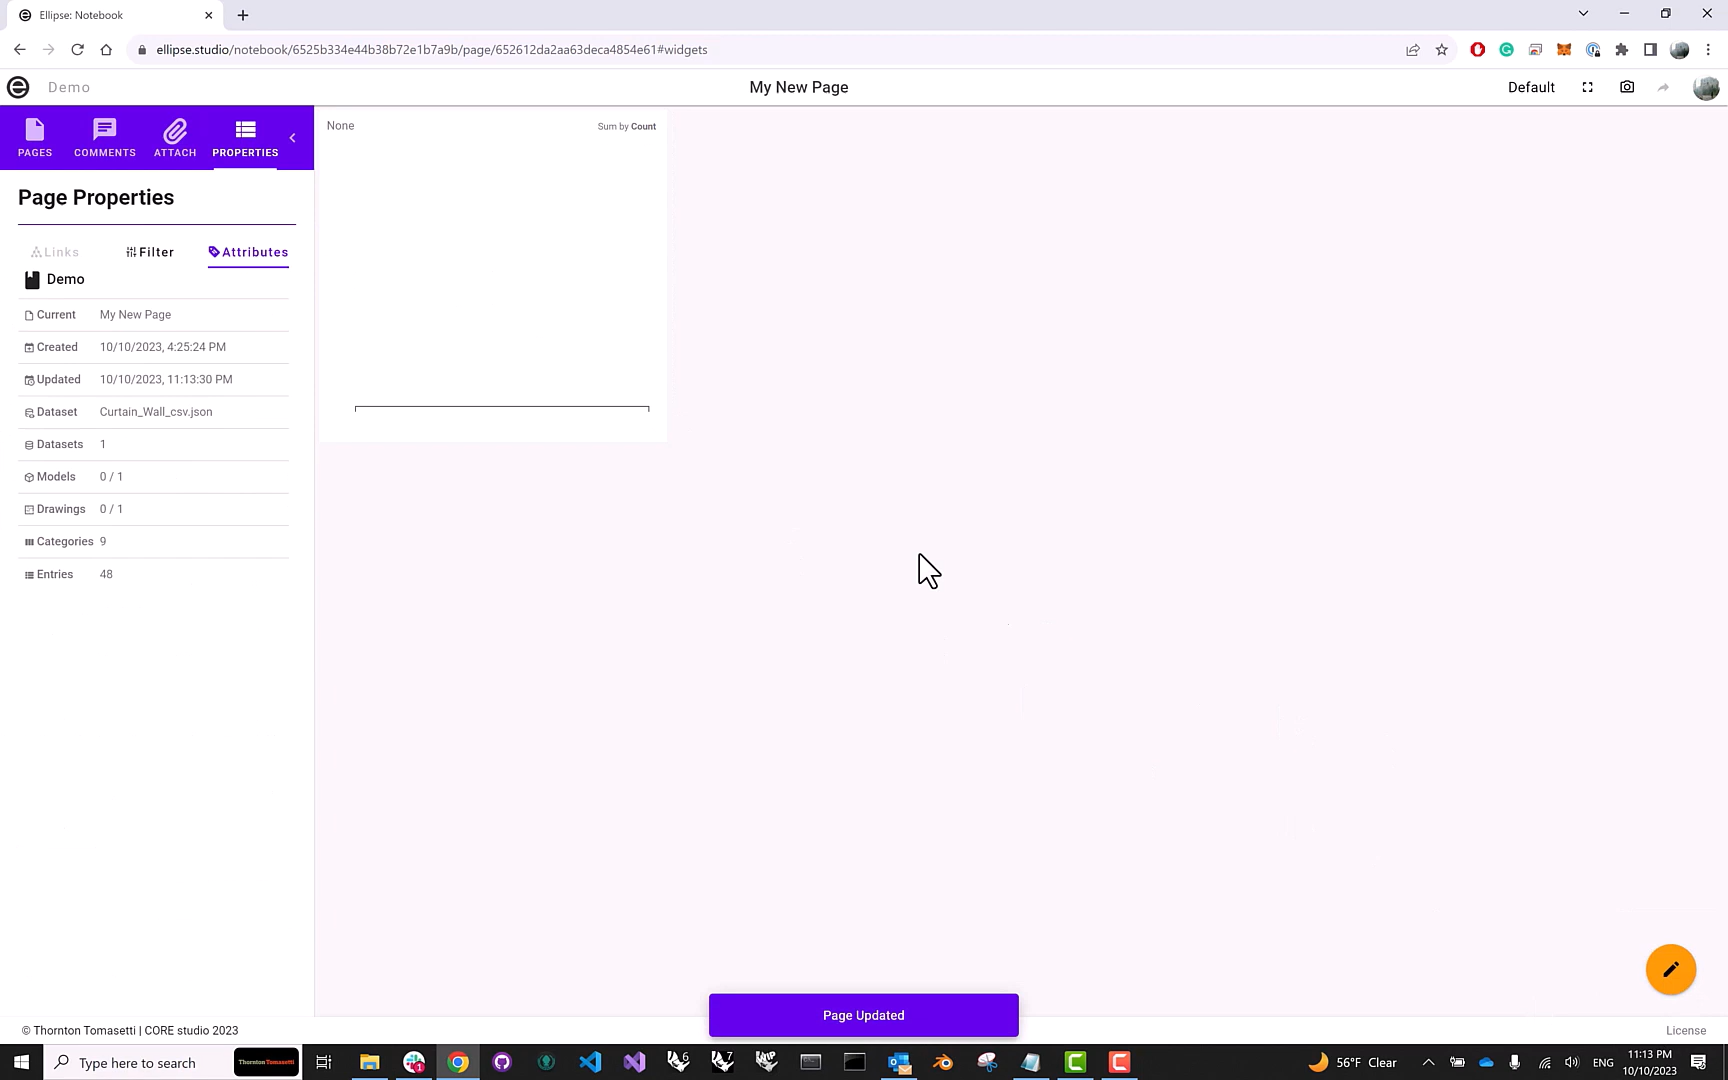 Ellipse: Notebook
ellipse.studio/notebook/6525b334e44b38b72e1b7a9b/page/652612da2aa63deca4854e61#widgets
Demo
My New Page
Default
PAGES
COMMENTS
ATTACH
PROPERTIES
None
Sum by Count
Page Properties
Links
Filter
Attributes
Demo
Current My New Page
Created 10/10/2023, 4:25:24 PM
Updated 10/10/2023, 11:13:30 PM
Dataset Curtain_Wall_csv.json
Datasets 1
Models 0 / 1
Drawings 0 / 1
Categories 9
Entries 48
Page Updated
© Thornton Tomasetti | CORE studio 2023
License
Type here to search
Thornton Tomasetti
6
7
56°F Clear
ENG
11:13 PM
10/10/2023